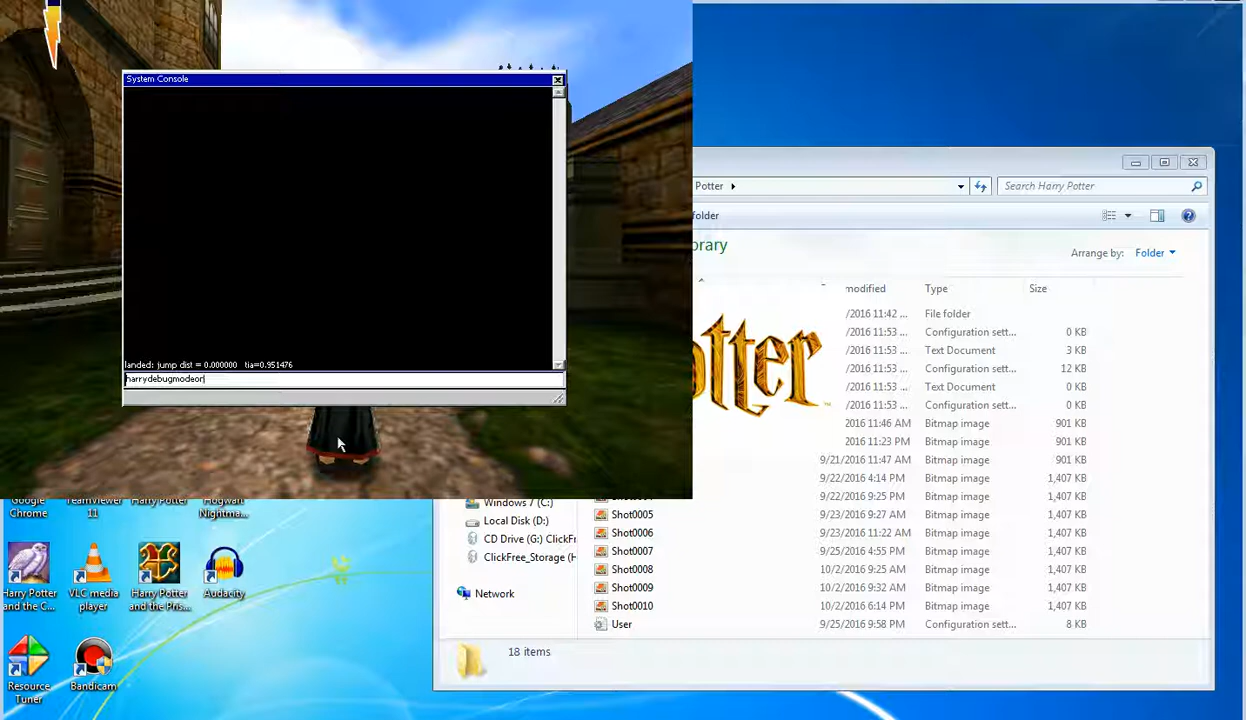 System Console
landed: jump dist = 0.000000 tia=0.951476
harrydebugmodeor
Potter
Search Harry Potter
folder
brary
Arrange by: Folder
modified Type Size
/2016 11:42 ... File folder
/2016 11:53 ... Configuration sett... 0 KB
/2016 11:53 ... Text Document 3 KB
/2016 11:53 ... Configuration sett... 12 KB
/2016 11:53 ... Text Document 0 KB
/2016 11:53 ... Configuration sett... 0 KB
/2016 11:46 AM Bitmap image 901 KB
/2016 11:23 PM Bitmap image 901 KB
9/21/2016 11:47 AM Bitmap image 901 KB
9/22/2016 4:14 PM Bitmap image 1,407 KB
9/22/2016 9:25 PM Bitmap image 1,407 KB
Shot0005 9/23/2016 9:27 AM Bitmap image 1,407 KB
Shot0006 9/23/2016 11:22 AM Bitmap image 1,407 KB
Shot0007 9/25/2016 4:55 PM Bitmap image 1,407 KB
Shot0008 10/2/2016 9:25 AM Bitmap image 1,407 KB
Shot0009 10/2/2016 9:32 AM Bitmap image 1,407 KB
Shot0010 10/2/2016 6:14 PM Bitmap image 1,407 KB
User 9/25/2016 9:58 PM Configuration sett... 8 KB
otter
Windows 7 (C:)
Local Disk (D:)
CD Drive (G:) ClickFr
ClickFree_Storage (H
Network
18 items
Google
Chrome
TeamViewer
11
Harry Potter
Hogwart
Nightma...
Harry Potter
and the C...
VLC media
player
Harry Potter
and the Pris...
Audacity
Resource
Tuner
Bandicam